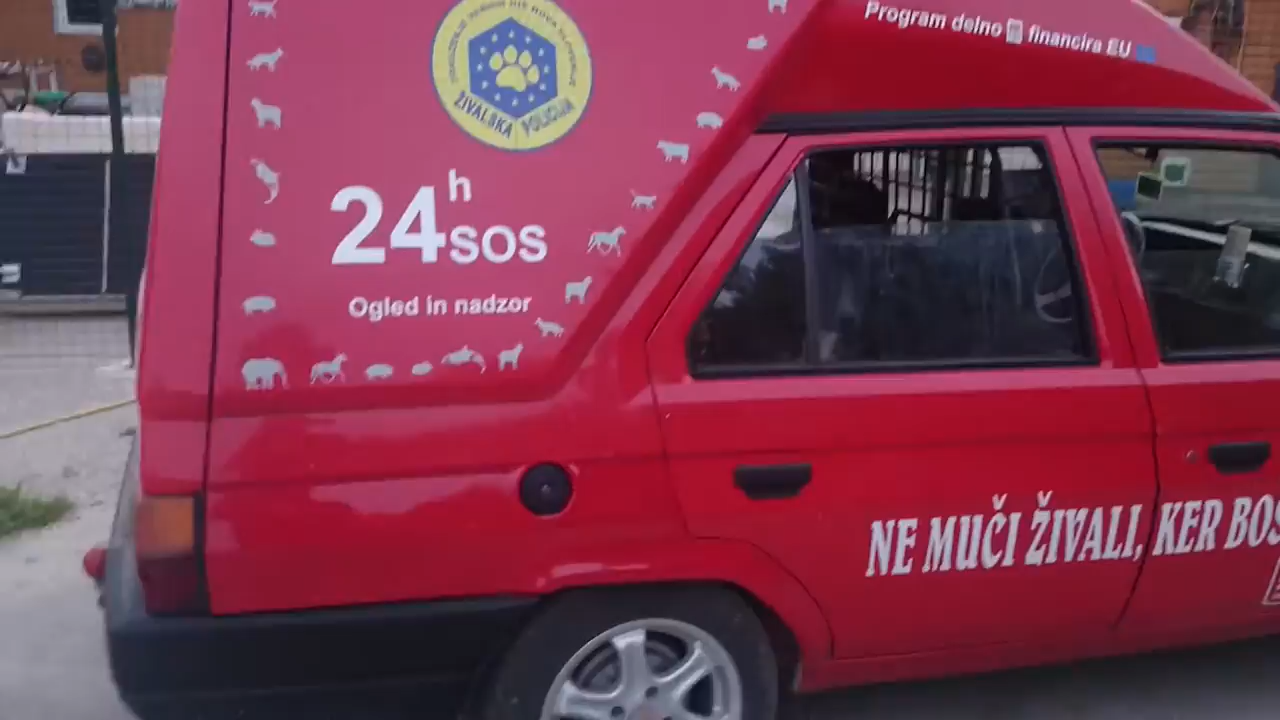 Program delno financira EU
ŽIVALSKA POLICIJA
24h SOS
Ogled in nadzor
NE MUČI ŽIVALI, KER BOS